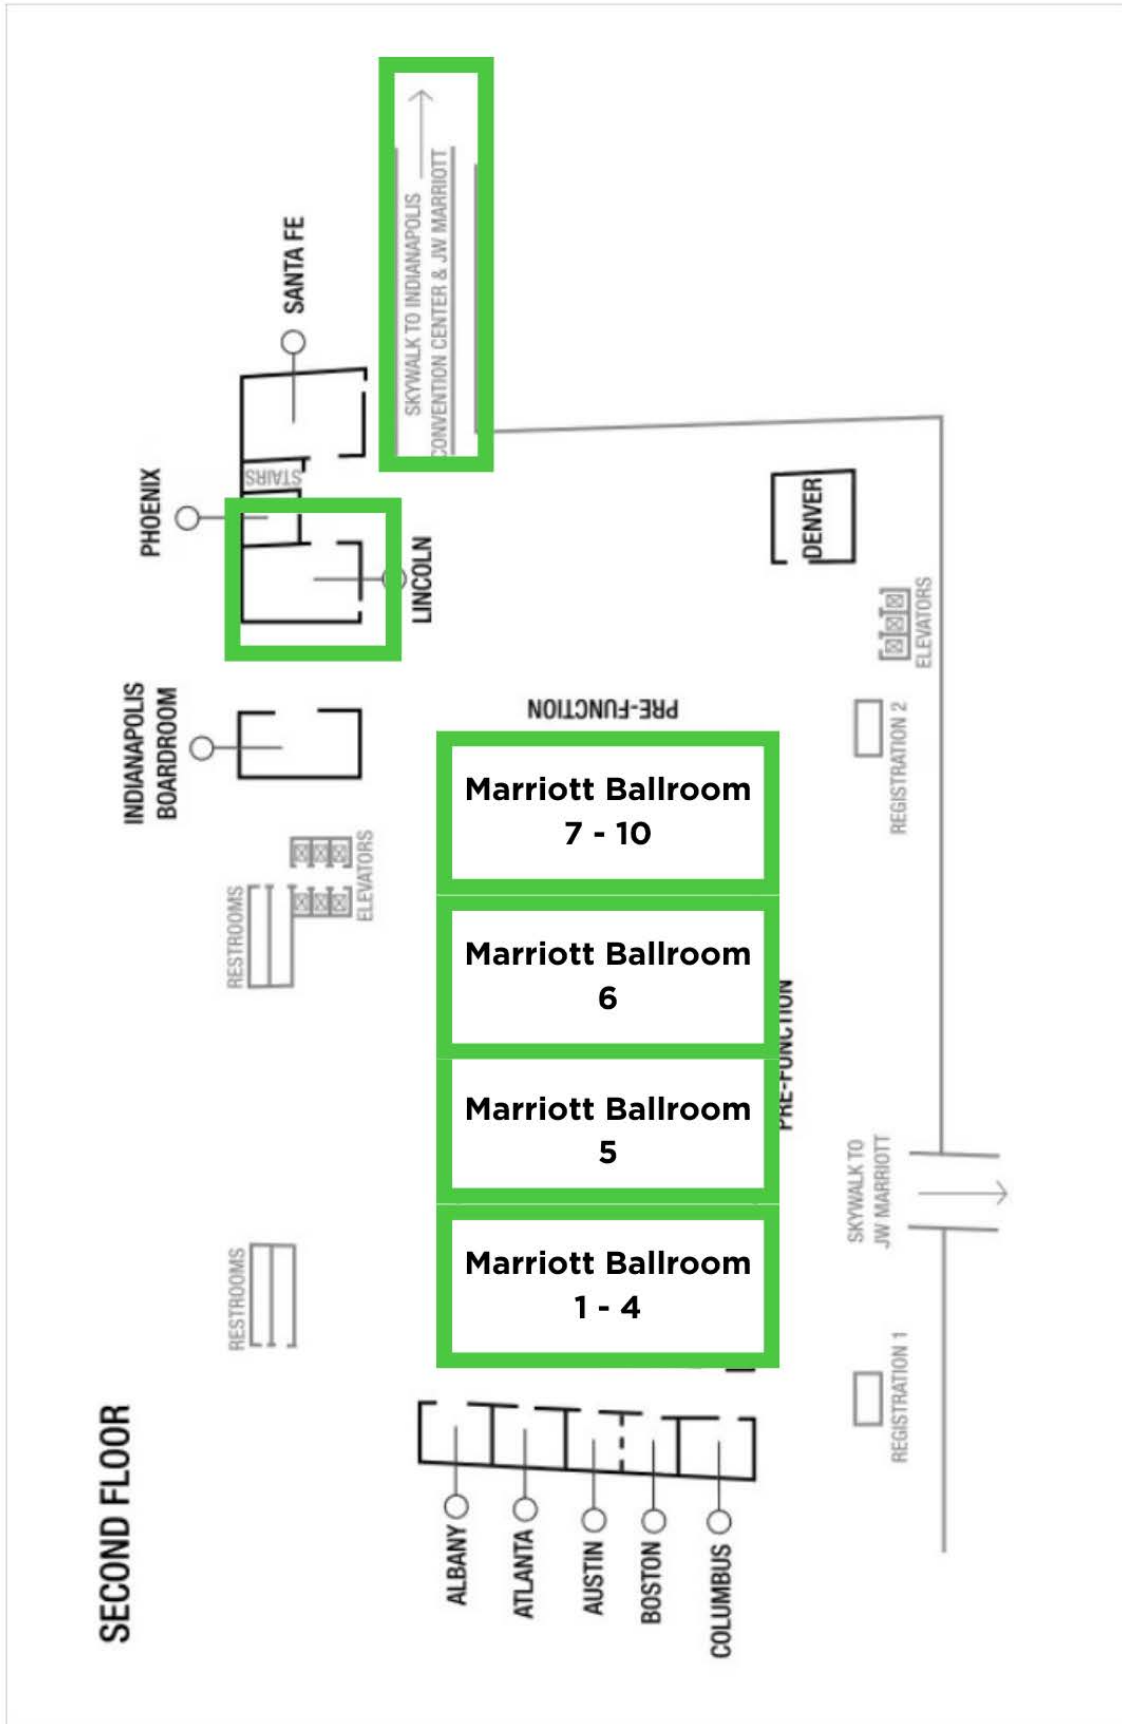 SECOND FLOOR
SKYWALK TO INDIANAPOLIS
CONVENTION CENTER & JW MARRIOTT
SANTA FE
STAIRS
PHOENIX
LINCOLN
DENVER
ELEVATORS
INDIANAPOLIS
BOARDROOM
PRE-FUNCTION
REGISTRATION 2
Marriott Ballroom
7 - 10
ELEVATORS
RESTROOMS
Marriott Ballroom
6
PRE-FUNCTION
Marriott Ballroom
5
SKYWALK TO
JW MARRIOTT
RESTROOMS
Marriott Ballroom
1 - 4
REGISTRATION 1
ALBANY
ATLANTA
AUSTIN
BOSTON
COLUMBUS